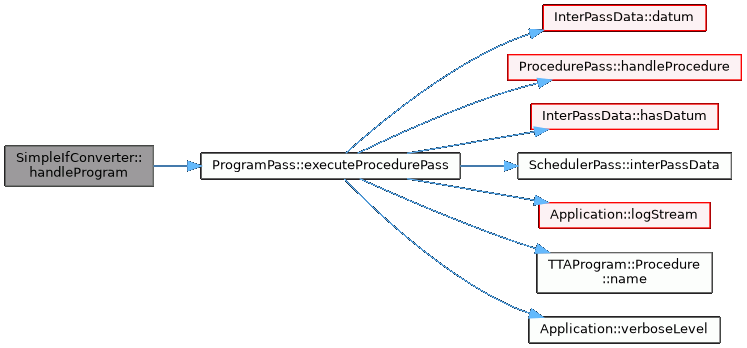 SimpleIfConverter::
handleProgram
ProgramPass::executeProcedurePass
InterPassData::datum
ProcedurePass::handleProcedure
InterPassData::hasDatum
SchedulerPass::interPassData
Application::logStream
TTAProgram::Procedure
::name
Application::verboseLevel